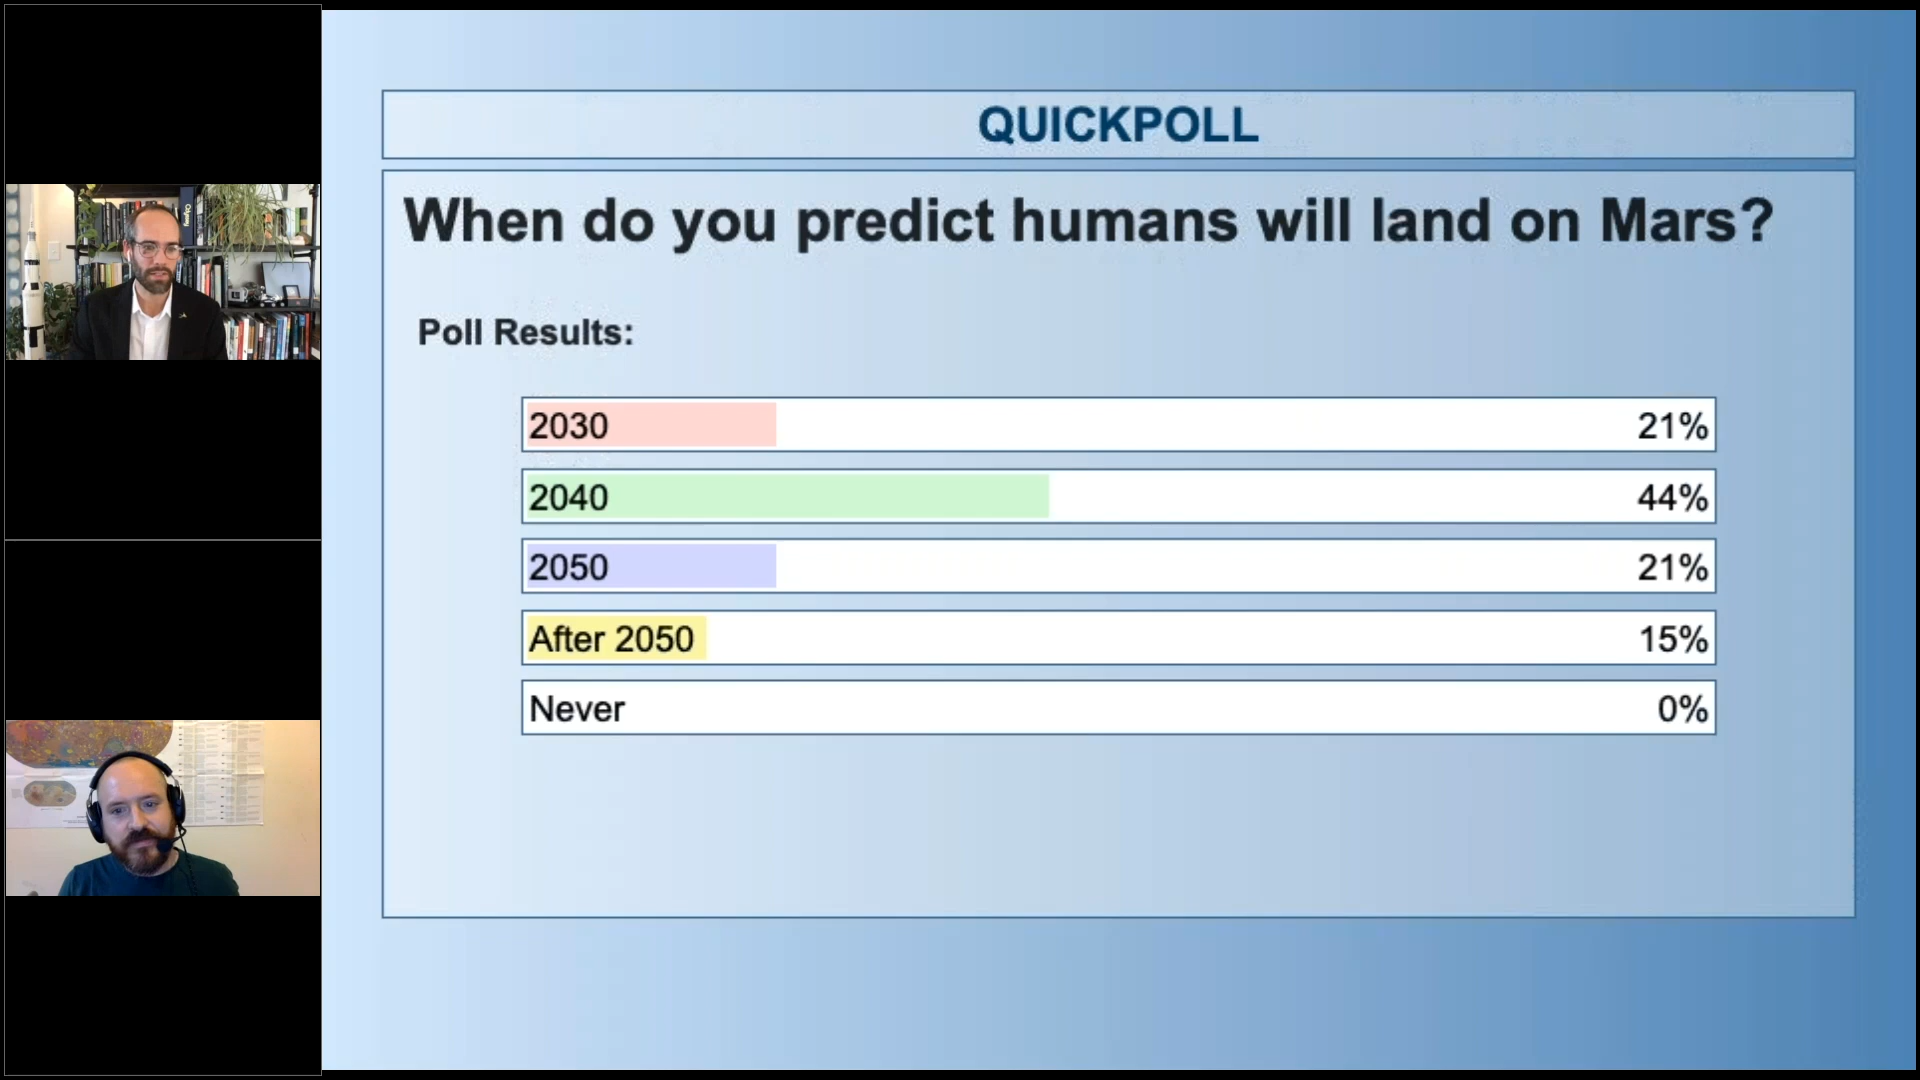 QUICKPOLL
When do you predict humans will land on Mars?
Poll Results:
2030 21%
2040 44%
2050 21%
After 2050 15%
Never 0%